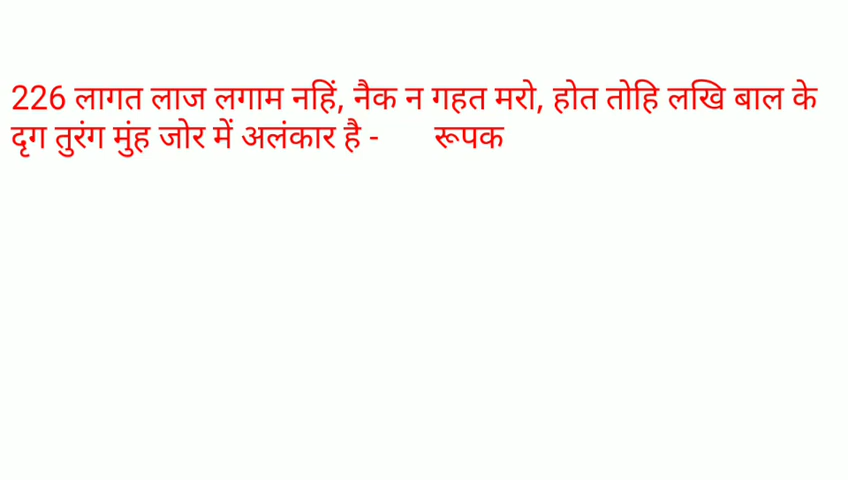 226 लागत लाज लगाम नहिं, नैक न गहत मरो, होत तोहि लखि बाल के
दृग तुरंग मुंह जोर में अलंकार है - रूपक